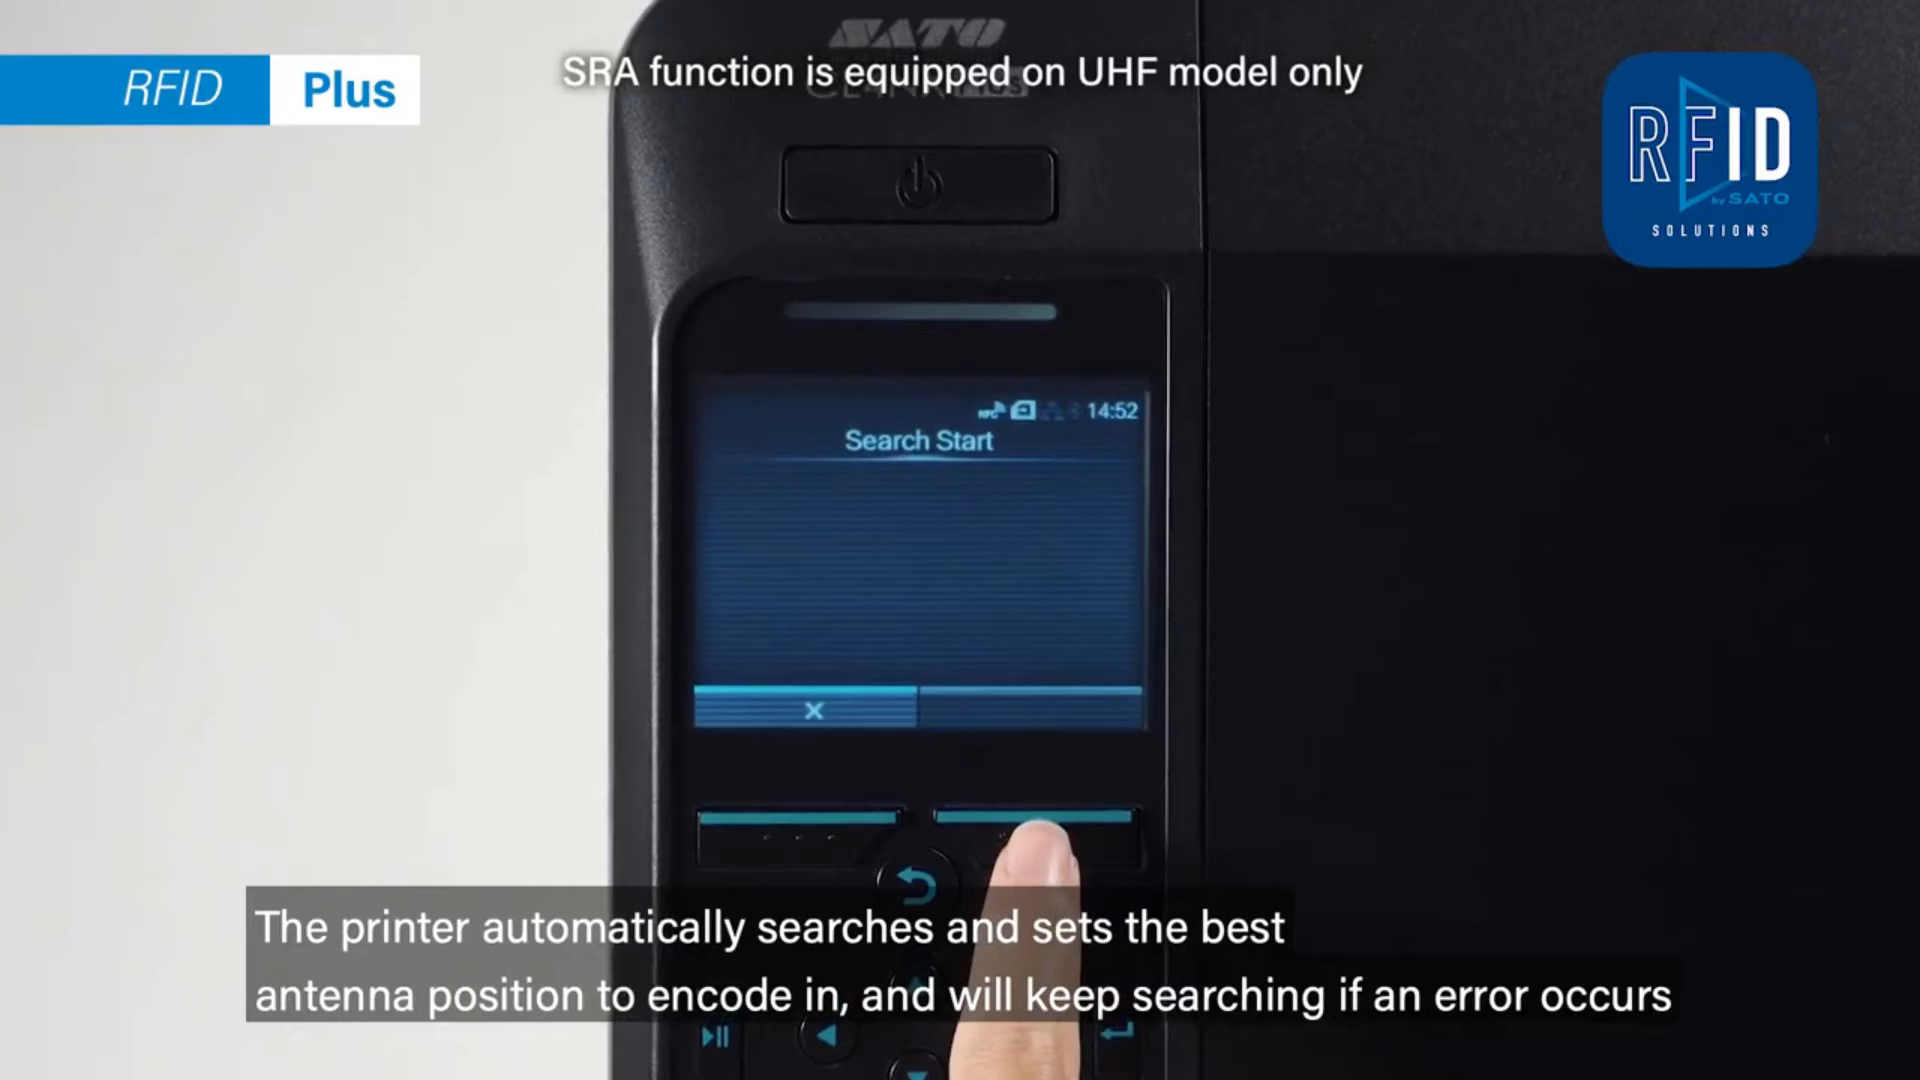 SATO
SRA function is equipped on UHF model only
RFID Plus
RFID
by SATO
SOLUTIONS
NFC 14:52
Search Start
X
The printer automatically searches and sets the best
antenna position to encode in, and will keep searching if an error occurs